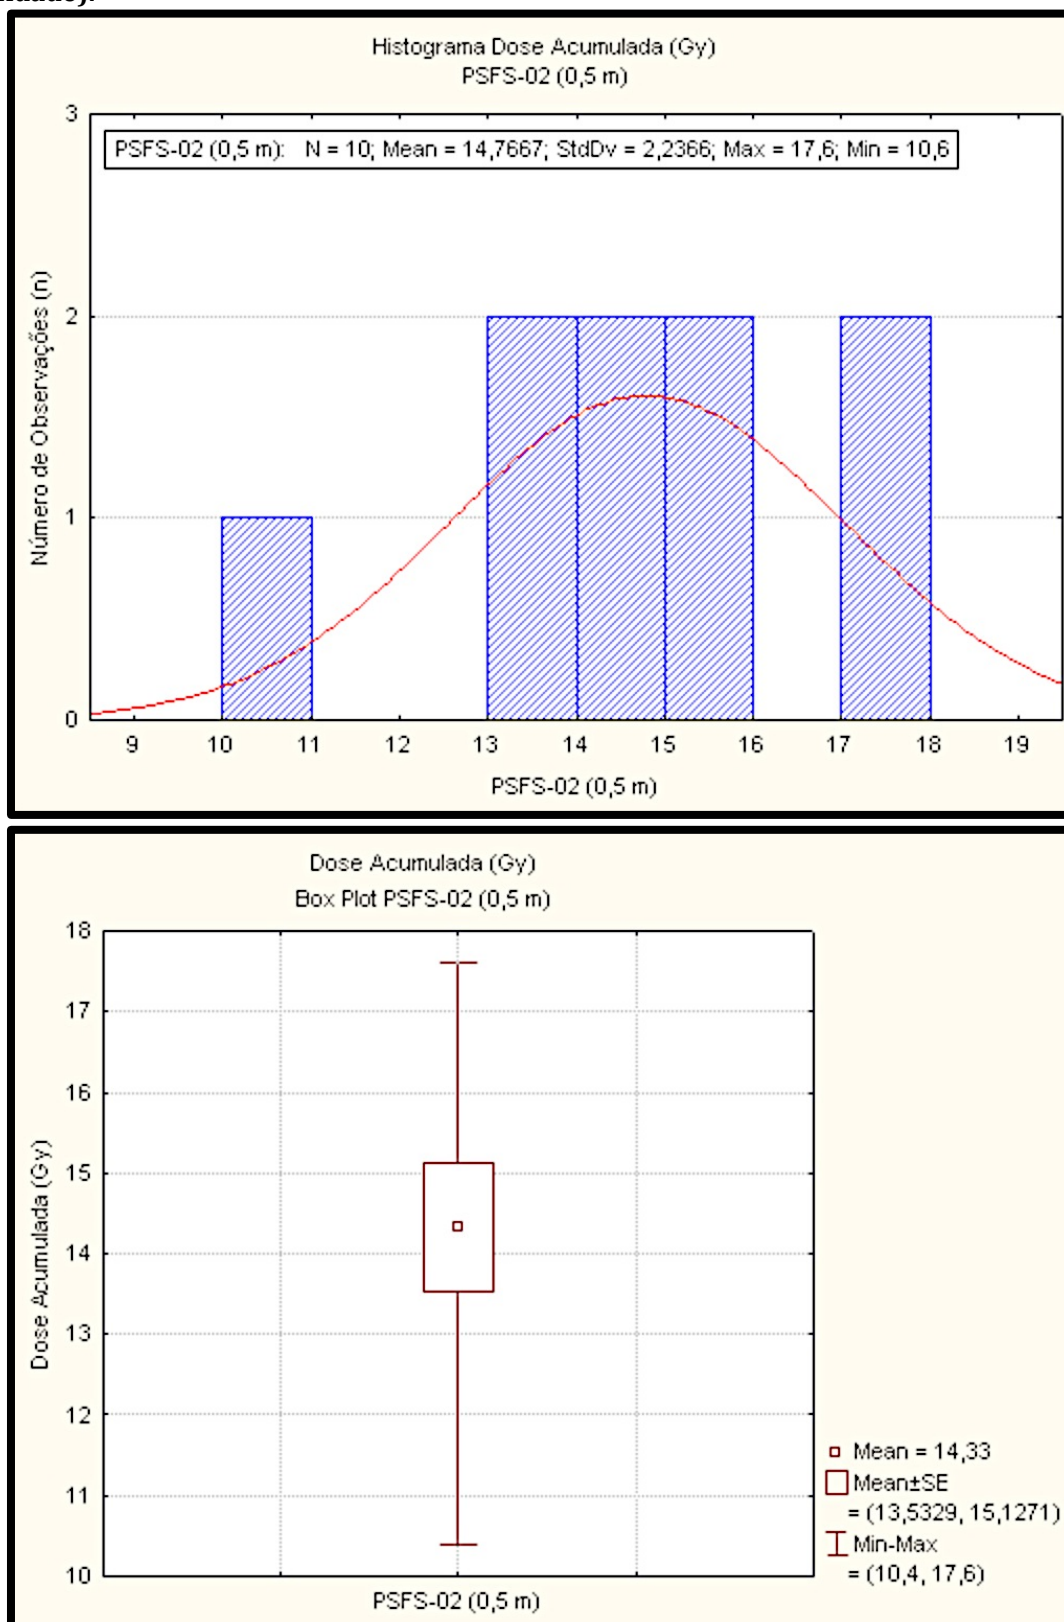 Histograma Dose Acumulada (Gy)
PSFS-02 (0,5 m)
PSFS-02 (0,5 m): N = 10; Mean = 14,7667; StdDv = 2,2366; Max = 17,6; Min = 10,6
Número de Observações (n)
3
2
1
0
9 10 11 12 13 14 15 16 17 18 19
PSFS-02 (0,5 m)
Dose Acumulada (Gy)
Box Plot PSFS-02 (0,5 m)
Dose Acumulada (Gy)
18
17
16
15
14
13
12
11
10
PSFS-02 (0,5 m)
Mean = 14,33
Mean±SE
= (13,5329, 15,1271)
Min-Max
= (10,4, 17,6)